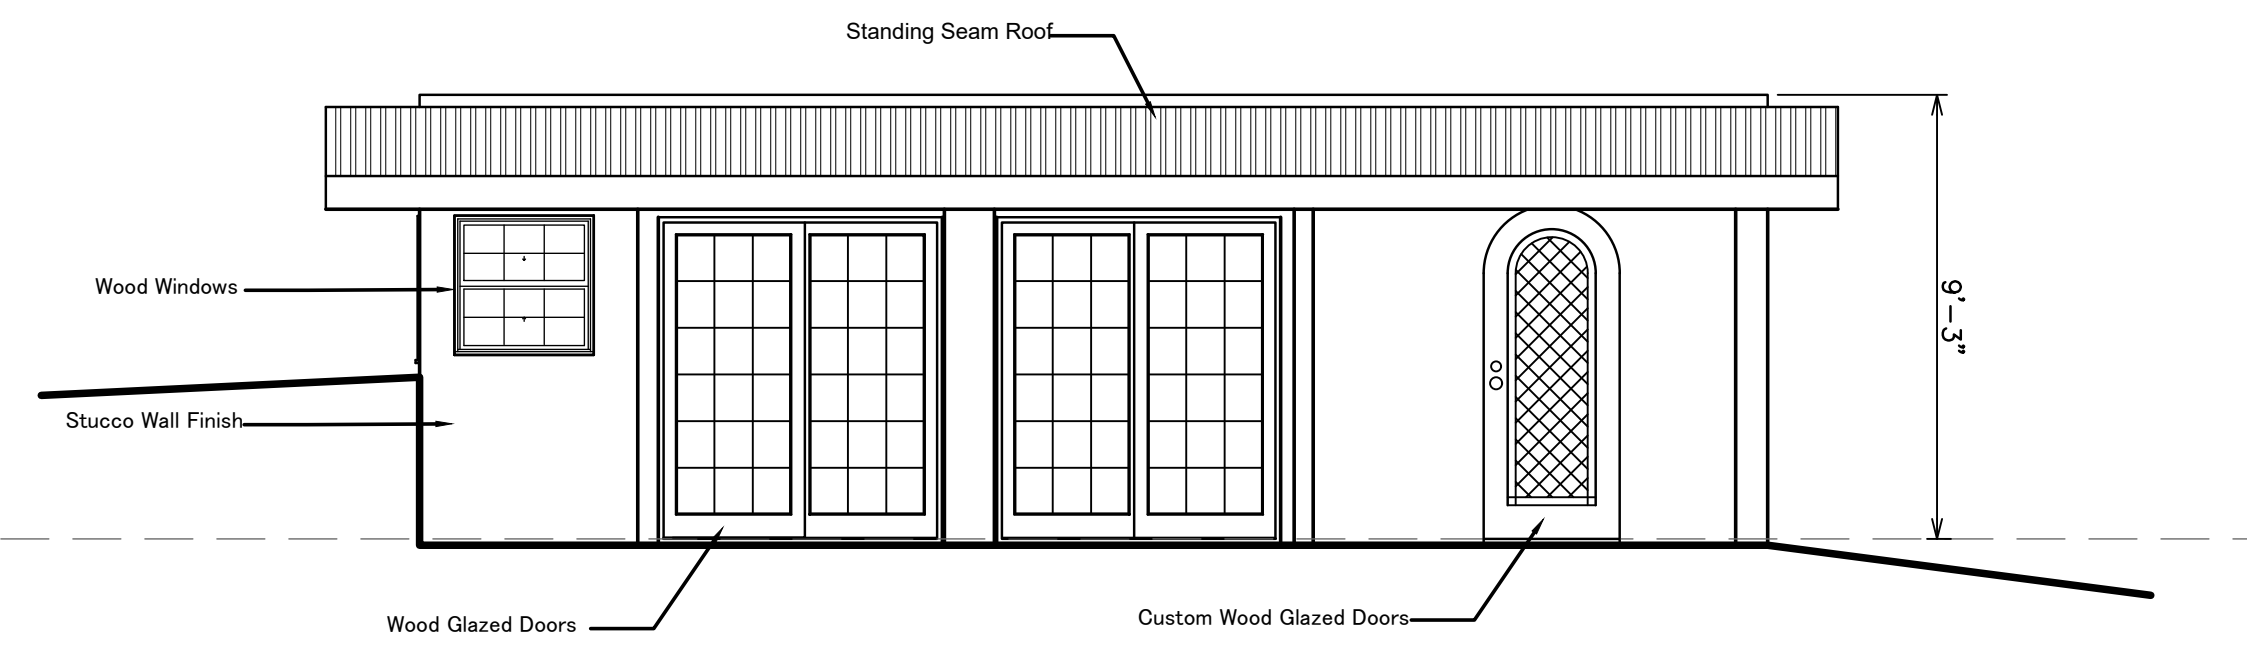 Standing Seam Roof
Wood Windows
9'-3"
Stucco Wall Finish
Wood Glazed Doors
Custom Wood Glazed Doors